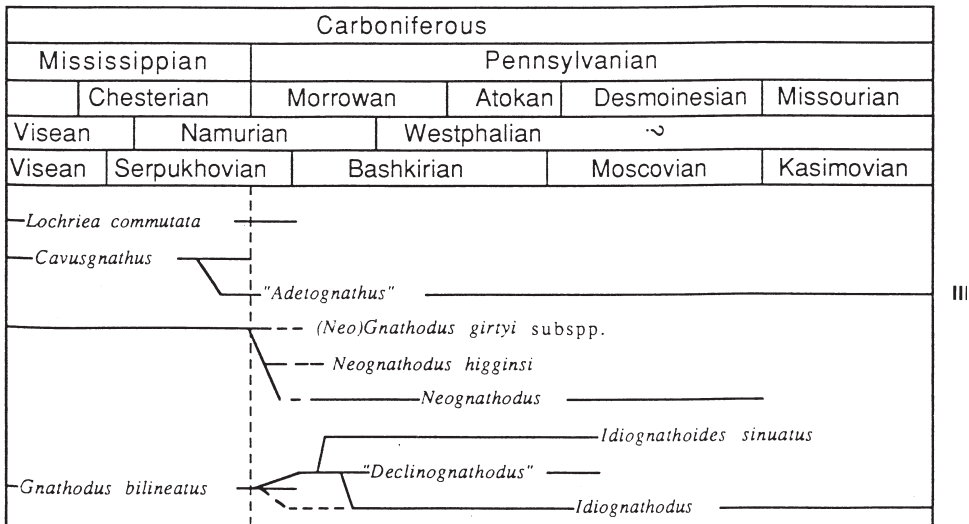 Carboniferous
Mississippian Pennsylvanian
Chesterian Morrowan Atokan Desmoinesian Missourian
Visean Namurian Westphalian ?
Visean Serpukhovian Bashkirian Moscovian Kasimovian
Lochriea commutata
Cavusgnathus
"Adetognathus"
III
(Neo)Gnathodus girtyi subspp.
Neognathodus higginsi
Neognathodus
Idiognathoides sinuatus
"Declinognathodus"
Gnathodus bilineatus
Idiognathodus